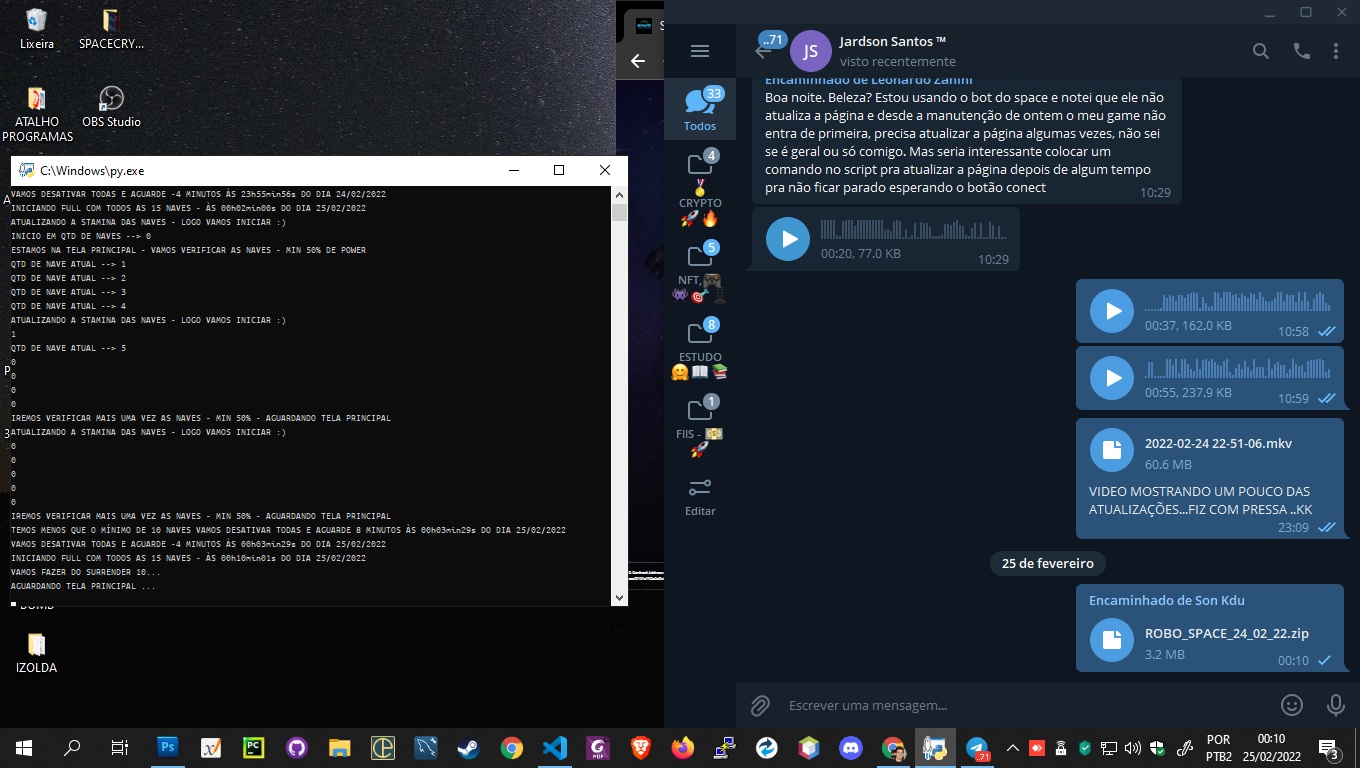 Lixeira
SPACECRY...
ATALHO
PROGRAMAS
OBS Studio
C:\Windows\py.exe
VAMOS DESATIVAR TODAS E AGUARDE -4 MINUTOS ÀS 23h55min56s DO DIA 24/02/2022
INICIANDO FULL COM TODOS AS 15 NAVES - ÀS 00h02min00s DO DIA 25/02/2022
ATUALIZANDO A STAMINA DAS NAVES - LOGO VAMOS INICIAR :)
INICIO EM QTD DE NAVES --> 0
ESTAMOS NA TELA PRINCIPAL - VAMOS VERIFICAR AS NAVES - MIN 50% DE POWER
QTD DE NAVE ATUAL --> 1
QTD DE NAVE ATUAL --> 2
QTD DE NAVE ATUAL --> 3
QTD DE NAVE ATUAL --> 4
ATUALIZANDO A STAMINA DAS NAVES - LOGO VAMOS INICIAR :)
1
QTD DE NAVE ATUAL --> 5
0
0
0
0
IREMOS VERIFICAR MAIS UMA VEZ AS NAVES - MIN 50% - AGUARDANDO TELA PRINCIPAL
ATUALIZANDO A STAMINA DAS NAVES - LOGO VAMOS INICIAR :)
0
0
0
0
0
IREMOS VERIFICAR MAIS UMA VEZ AS NAVES - MIN 50% - AGUARDANDO TELA PRINCIPAL
TEMOS MENOS QUE O MÍNIMO DE 10 NAVES VAMOS DESATIVAR TODAS E AGUARDE 8 MINUTOS ÀS 00h03min29s DO DIA 25/02/2022
VAMOS DESATIVAR TODAS E AGUARDE -4 MINUTOS ÀS 00h03min29s DO DIA 25/02/2022
INICIANDO FULL COM TODOS AS 15 NAVES - ÀS 00h10min01s DO DIA 25/02/2022
VAMOS FAZER DO SURRENDER 10...
AGUARDANDO TELA PRINCIPAL ...
IZOLDA
..71
JS
Jardson Santos ™
visto recentemente
33
Todos
4
CRYPTO
5
NFT,
8
ESTUDO
1
FIIS -
Editar
Encaminhado de Leonardo Zanini
Boa noite. Beleza? Estou usando o bot do space e notei que ele não
atualiza a página e desde a manutenção de ontem o meu game não
entra de primeira, precisa atualizar a página algumas vezes, não sei
se é geral ou só comigo. Mas seria interessante colocar um
comando no script pra atualizar a página depois de algum tempo
pra não ficar parado esperando o botão conect
10:29
00:20, 77.0 KB
10:29
00:37, 162.0 KB
10:58
00:55, 237.9 KB
10:59
2022-02-24 22-51-06.mkv
60.6 MB
VIDEO MOSTRANDO UM POUCO DAS
ATUALIZAÇÕES...FIZ COM PRESSA ..KK
23:09
25 de fevereiro
Encaminhado de Son Kdu
ROBO_SPACE_24_02_22.zip
3.2 MB
00:10
Escrever uma mensagem...
Ps
PC
POR
PTB2
00:10
25/02/2022
3